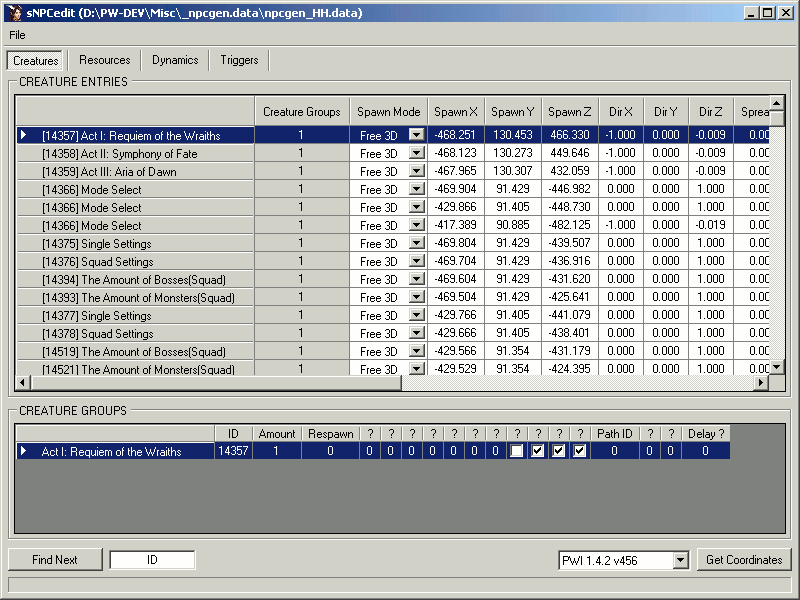 sNPCedit (D:\PW-DEV\Misc\_npcgen.data\npcgen_HH.data)
File
Creatures Resources Dynamics Triggers
CREATURE ENTRIES
Creature Groups Spawn Mode Spawn X Spawn Y Spawn Z Dir X Dir Y Dir Z Sprea
[14357] Act I: Requiem of the Wraiths 1 Free 3D -468.251 130.453 466.330 -1.000 0.000 -0.009 0.00
[14358] Act II: Symphony of Fate 1 Free 3D -468.123 130.273 449.646 -1.000 0.000 -0.009 0.00
[14359] Act III: Aria of Dawn 1 Free 3D -467.965 130.307 432.059 -1.000 0.000 -0.009 0.00
[14366] Mode Select 1 Free 3D -469.904 91.429 -446.982 0.000 0.000 1.000 0.00
[14366] Mode Select 1 Free 3D -429.866 91.405 -448.730 0.000 0.000 1.000 0.00
[14366] Mode Select 1 Free 3D -417.389 90.885 -482.125 -1.000 0.000 -0.019 0.00
[14375] Single Settings 1 Free 3D -469.804 91.429 -439.507 0.000 0.000 1.000 0.00
[14376] Squad Settings 1 Free 3D -469.704 91.429 -436.916 0.000 0.000 1.000 0.00
[14394] The Amount of Bosses(Squad) 1 Free 3D -469.604 91.429 -431.620 0.000 0.000 1.000 0.00
[14393] The Amount of Monsters(Squad) 1 Free 3D -469.504 91.429 -425.641 0.000 0.000 1.000 0.00
[14377] Single Settings 1 Free 3D -429.766 91.405 -441.079 0.000 0.000 1.000 0.00
[14378] Squad Settings 1 Free 3D -429.666 91.405 -438.401 0.000 0.000 1.000 0.00
[14519] The Amount of Bosses(Squad) 1 Free 3D -429.566 91.354 -431.179 0.000 0.000 1.000 0.00
[14521] The Amount of Monsters(Squad) 1 Free 3D -429.529 91.354 -424.395 0.000 0.000 1.000 0.00
CREATURE GROUPS
ID Amount Respawn ? ? ? ? ? ? ? ? ? ? ? Path ID ? ? Delay ?
Act I: Requiem of the Wraiths 14357 1 0 0 0 0 0 0 0 0 0 0 0 0
Find Next ID PWI 1.4.2 v456 Get Coordinates